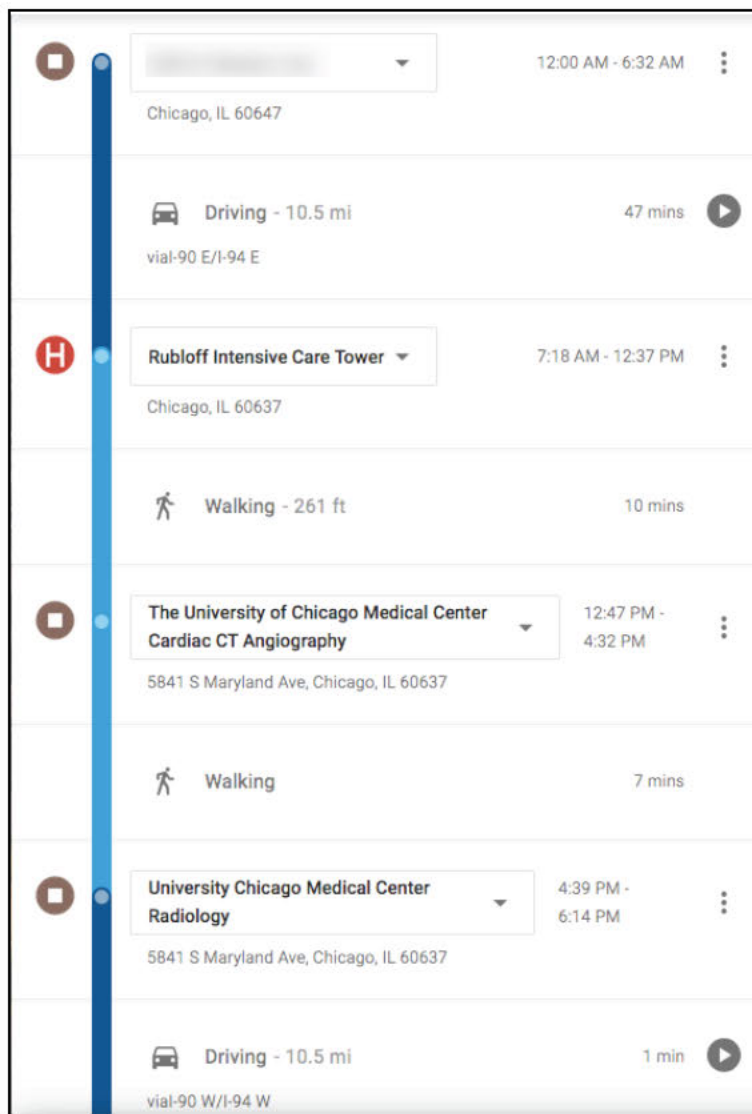 12:00 AM - 6:32 AM
Chicago, IL 60647
Driving - 10.5 mi
47 mins
vial-90 E/I-94 E
H
Rubloff Intensive Care Tower
7:18 AM - 12:37 PM
Chicago, IL 60637
Walking - 261 ft
10 mins
The University of Chicago Medical Center
Cardiac CT Angiography
12:47 PM -
4:32 PM
5841 S Maryland Ave, Chicago, IL 60637
Walking
7 mins
University Chicago Medical Center
Radiology
4:39 PM -
6:14 PM
5841 S Maryland Ave, Chicago, IL 60637
Driving - 10.5 mi
1 min
vial-90 W/I-94 W